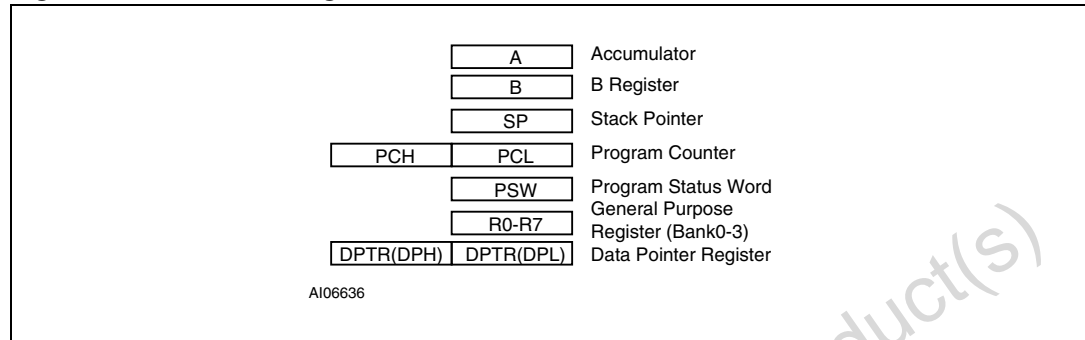 A Accumulator
B B Register
SP Stack Pointer
PCH PCL Program Counter
PSW Program Status Word
R0-R7 General Purpose
Register (Bank0-3)
DPTR(DPH) DPTR(DPL) Data Pointer Register
AI06636